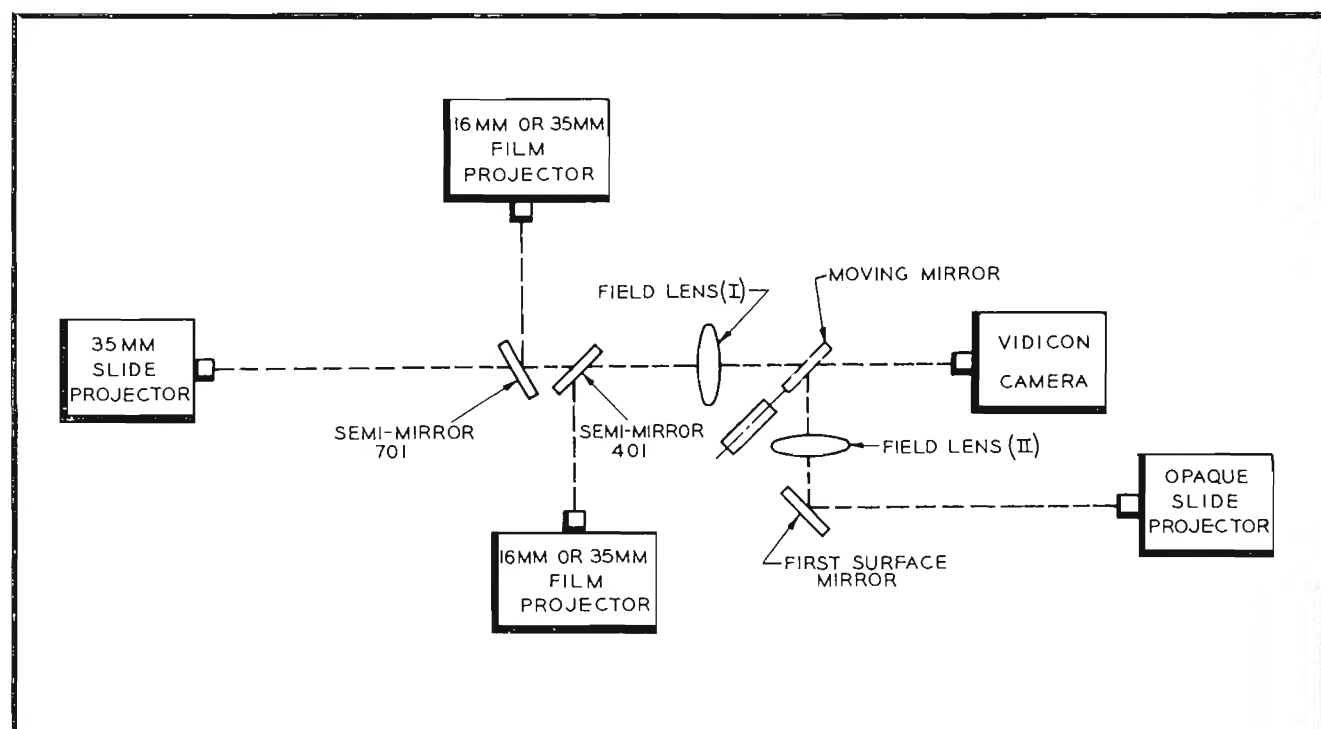 16MM OR 35MM
FILM
PROJECTOR
MOVING MIRROR
FIELD LENS(I)
35MM
SLIDE
PROJECTOR
VIDICON
CAMERA
SEMI-MIRROR
701
SEMI-MIRROR
401
FIELD LENS (II)
OPAQUE
SLIDE
PROJECTOR
FIRST SURFACE
MIRROR
16MM OR 35MM
FILM
PROJECTOR